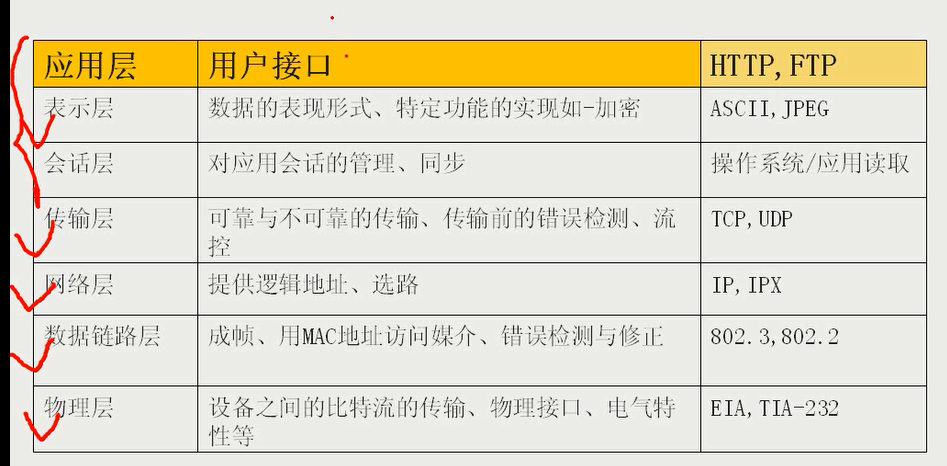 应用层 用户接口 HTTP,FTP
表示层 数据的表现形式、特定功能的实现如-加密 ASCII,JPEG
会话层 对应用会话的管理、同步 操作系统/应用读取
传输层 可靠与不可靠的传输、传输前的错误检测、流 TCP,UDP
控
网络层 提供逻辑地址、选路 IP,IPX
数据链路层 成帧、用MAC地址访问媒介、错误检测与修正 802.3,802.2
物理层 设备之间的比特流的传输、物理接口、电气特 EIA,TIA-232
性等